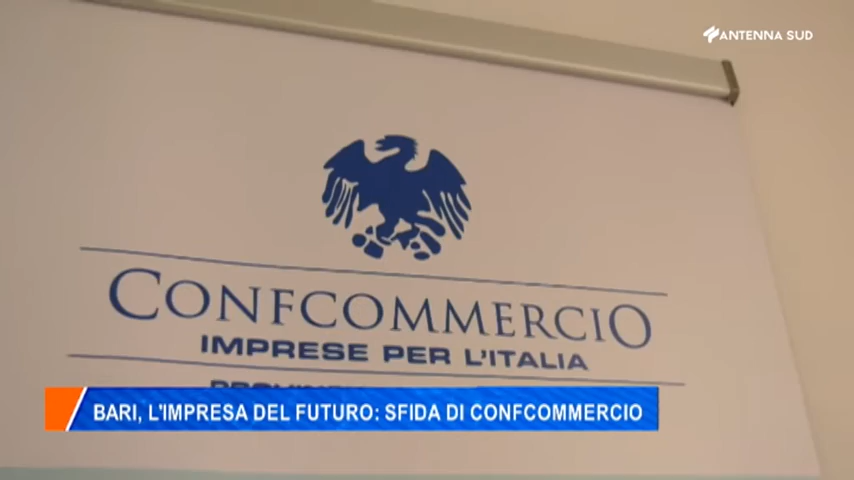 ANTENNA SUD
CONFCOMMERCIO
IMPRESE PER L'ITALIA
BARI, L'IMPRESA DEL FUTURO: SFIDA DI CONFCOMMERCIO